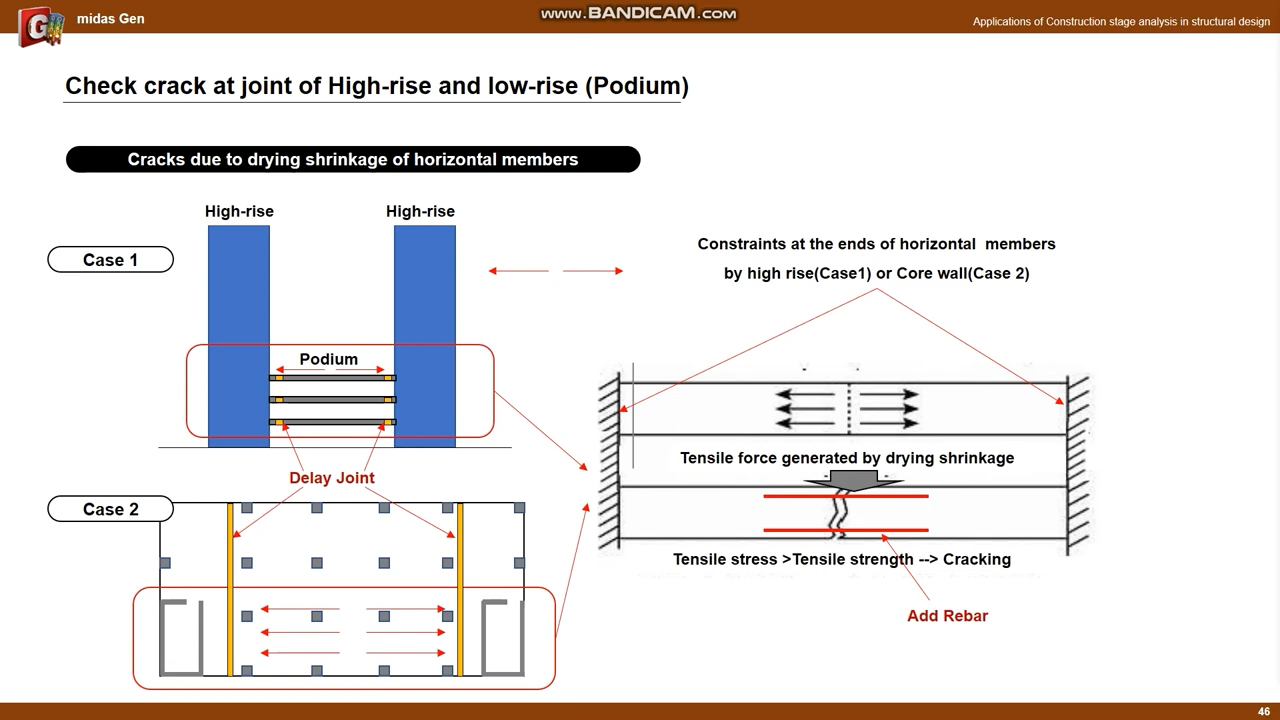 midas Gen
www.BANDICAM.com
Applications of Construction stage analysis in structural design
Check crack at joint of High-rise and low-rise (Podium)
Cracks due to drying shrinkage of horizontal members
High-rise
High-rise
Case 1
Podium
Delay Joint
Case 2
Constraints at the ends of horizontal members
by high rise(Case1) or Core wall(Case 2)
Tensile force generated by drying shrinkage
Tensile stress >Tensile strength --> Cracking
Add Rebar
46